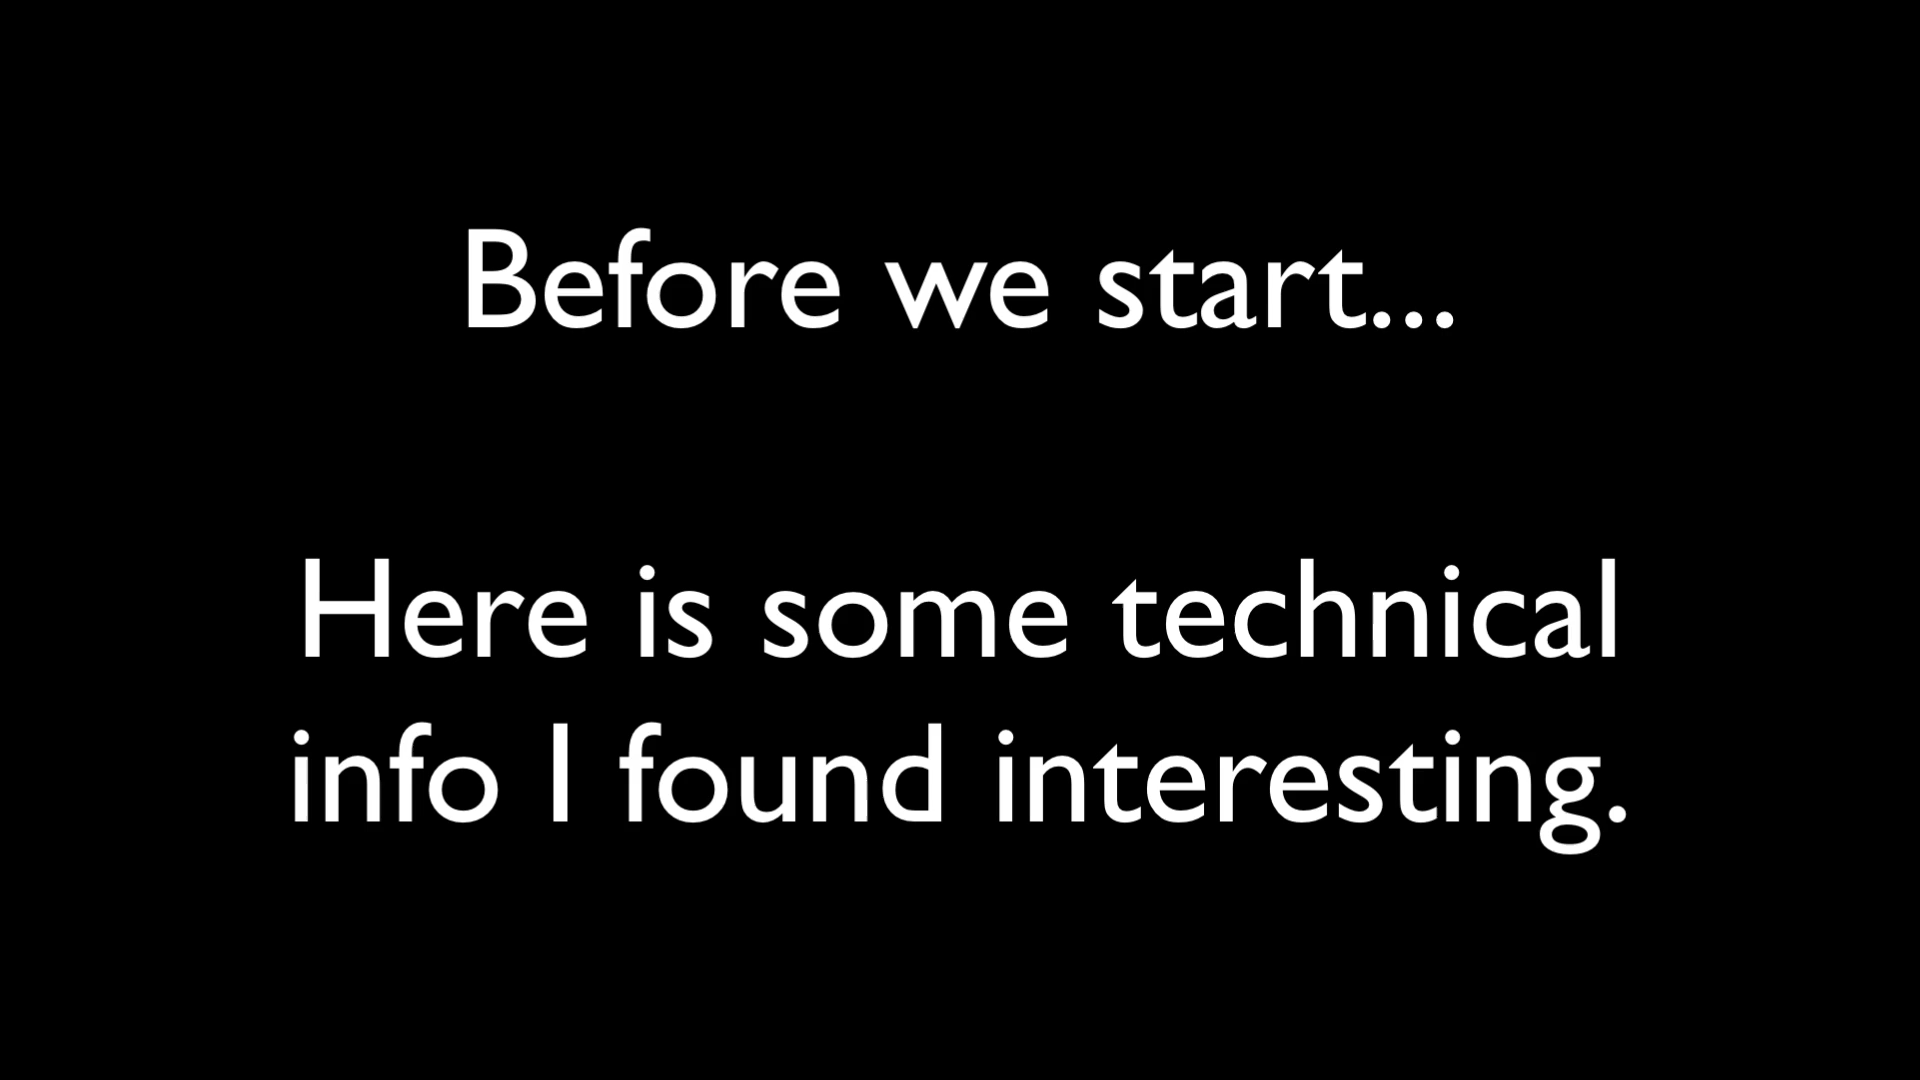 Before we start...
Here is some technical
info I found interesting.